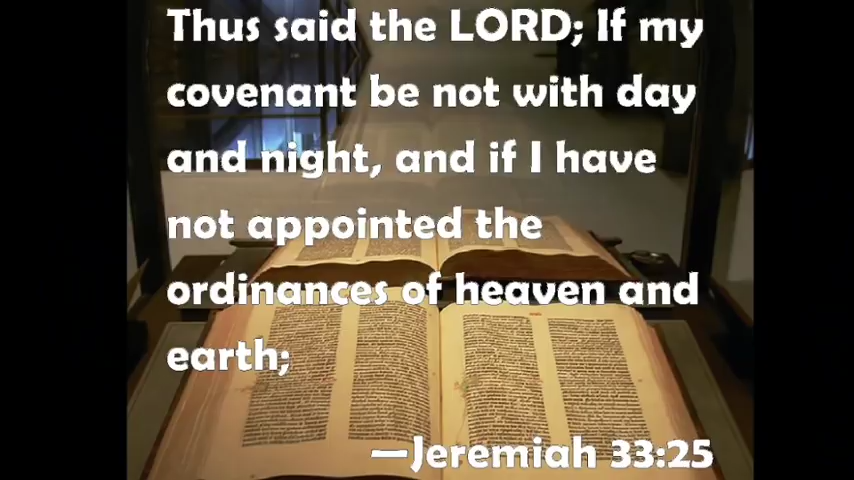 Thus said the LORD; If my
covenant be not with day
and night, and if I have
not appointed the
ordinances of heaven and
earth;
—Jeremiah 33:25